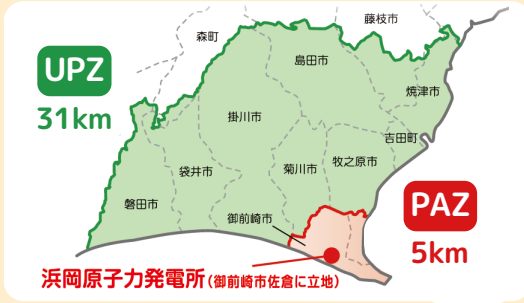 藤枝市
森町
UPZ
島田市
31km
焼津市
掛川市
吉田町
袋井市
菊川市
牧之原市
磐田市
PAZ
御前崎市
5km
浜岡原子力発電所(御前崎市佐倉に立地)